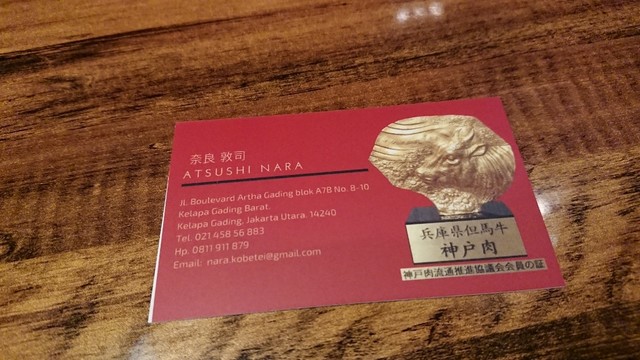 奈良 敦司
ATSUSHI NARA
Jl. Boulevard Artha Gading blok A7B No. 8-10
Kelapa Gading Barat.
Kelapa Gading, Jakarta Utara. 14240
Tel. 021 458 56 883
Hp. 0811 911 879
Email: nara.kobetei@gmail.com
兵庫県但馬牛
神戸肉
神戸肉流通推進協議会会員の証